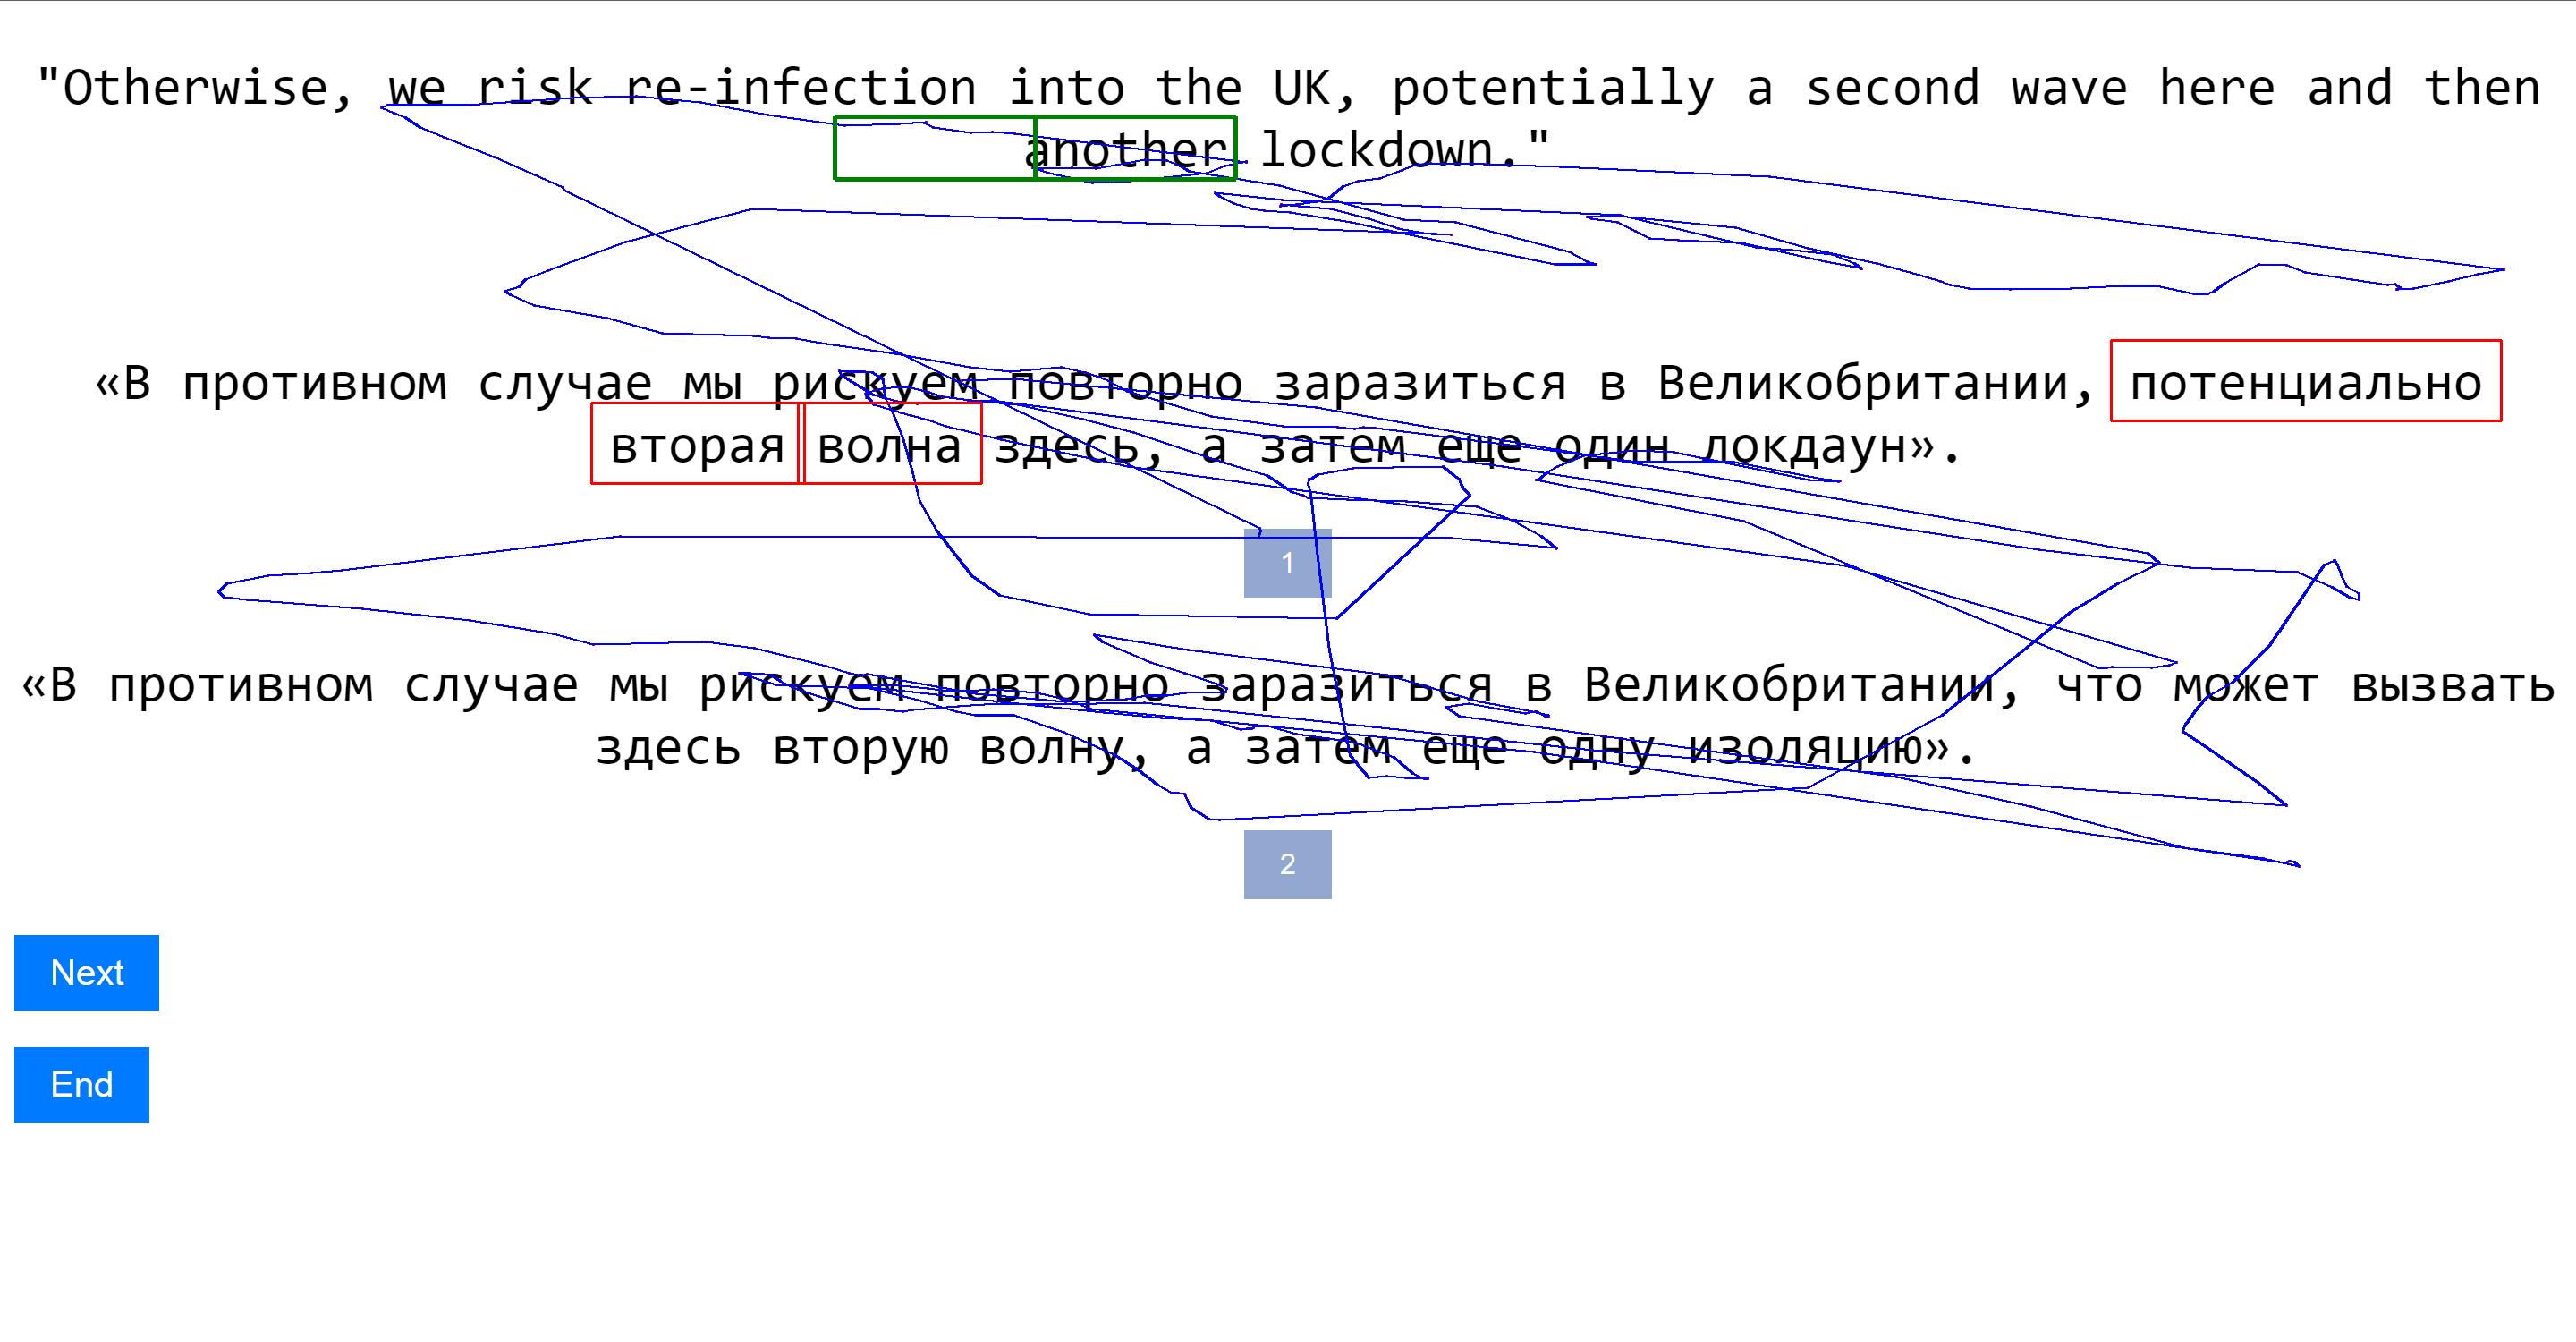 "Otherwise, we risk re-infection into the UK, potentially a second wave here and then
another lockdown."
«В противном случае мы рискуем повторно заразиться в Великобритании, потенциально
вторая волна здесь, а затем еще один локдаун».
1
«В противном случае мы рискуем повторно заразиться в Великобритании, что может вызвать
здесь вторую волну, а затем еще одну изоляцию».
2
Next
End